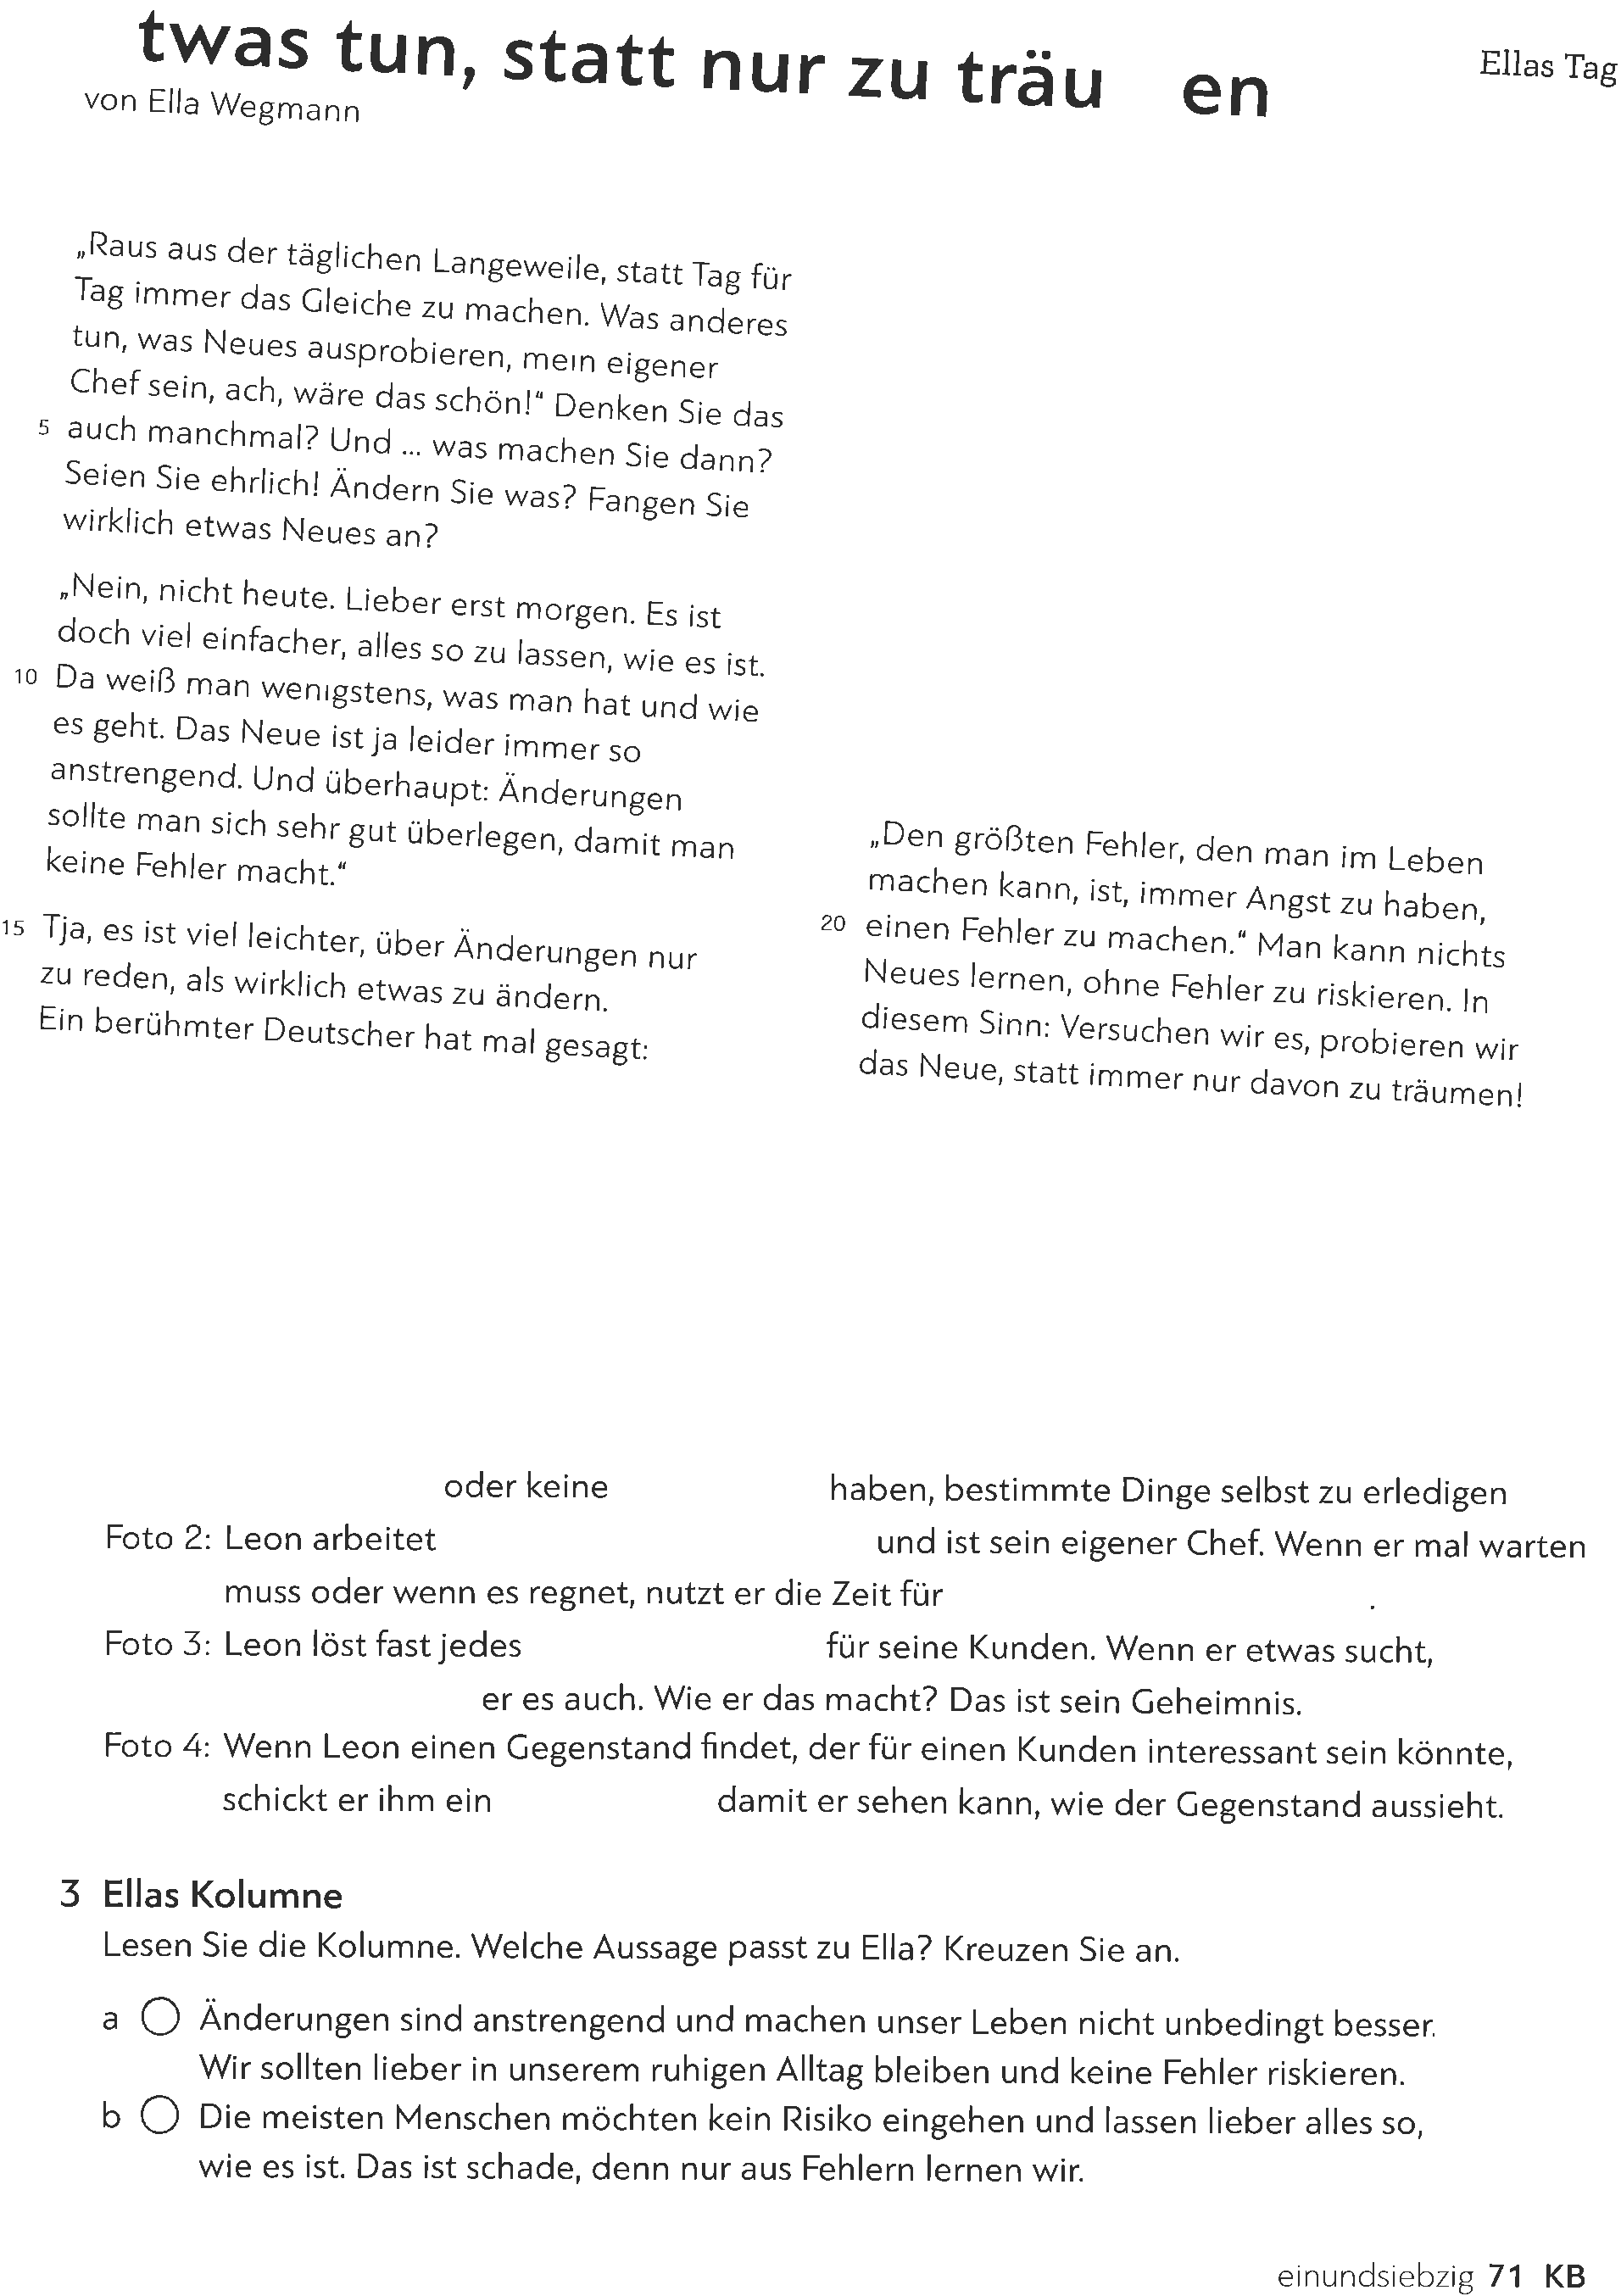 twas tun, statt nur zu träu en
Ellas Tag
von Ella Wegmann
„Raus aus der täglichen Langeweile, statt Tag für
Tag immer das Gleiche zu machen. Was anderes
tun, was Neues ausprobieren, mein eigener
Chef sein, ach, wäre das schön!“ Denken Sie das
5 auch manchmal? Und ... was machen Sie dann?
Seien Sie ehrlich! Ändern Sie was? Fangen Sie
wirklich etwas Neues an?
„Nein, nicht heute. Lieber erst morgen. Es ist
doch viel einfacher, alles so zu lassen, wie es ist.
10 Da weiß man wenigstens, was man hat und wie
es geht. Das Neue ist ja leider immer so
anstrengend. Und überhaupt: Änderungen
sollte man sich sehr gut überlegen, damit man
keine Fehler macht.“
15 Tja, es ist viel leichter, über Änderungen nur
zu reden, als wirklich etwas zu ändern.
Ein berühmter Deutscher hat mal gesagt:
„Den größten Fehler, den man im Leben
machen kann, ist, immer Angst zu haben,
20 einen Fehler zu machen.“ Man kann nichts
Neues lernen, ohne Fehler zu riskieren. In
diesem Sinn: Versuchen wir es, probieren wir
das Neue, statt immer nur davon zu träumen!
oder keine haben, bestimmte Dinge selbst zu erledigen
Foto 2: Leon arbeitet und ist sein eigener Chef. Wenn er mal warten
muss oder wenn es regnet, nutzt er die Zeit für .
Foto 3: Leon löst fast jedes für seine Kunden. Wenn er etwas sucht,
er es auch. Wie er das macht? Das ist sein Geheimnis.
Foto 4: Wenn Leon einen Gegenstand findet, der für einen Kunden interessant sein könnte,
schickt er ihm ein damit er sehen kann, wie der Gegenstand aussieht.
3 Ellas Kolumne
Lesen Sie die Kolumne. Welche Aussage passt zu Ella? Kreuzen Sie an.
a ○ Änderungen sind anstrengend und machen unser Leben nicht unbedingt besser.
Wir sollten lieber in unserem ruhigen Alltag bleiben und keine Fehler riskieren.
b ○ Die meisten Menschen möchten kein Risiko eingehen und lassen lieber alles so,
wie es ist. Das ist schade, denn nur aus Fehlern lernen wir.
einundsiebzig 71 KB